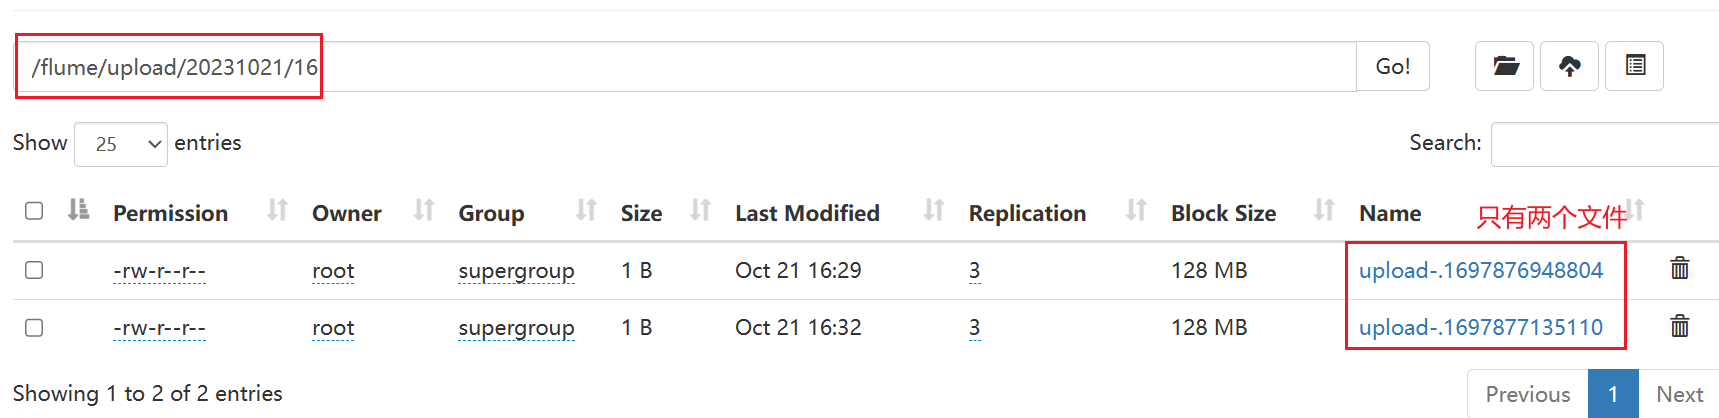 /flume/upload/20231021/16 Go!
Show 25 entries Search:
Permission Owner Group Size Last Modified Replication Block Size Name 只有两个文件
-rw-r--r-- root supergroup 1 B Oct 21 16:29 3 128 MB upload-.1697876948804
-rw-r--r-- root supergroup 1 B Oct 21 16:32 3 128 MB upload-.1697877135110
Showing 1 to 2 of 2 entries Previous 1 Next